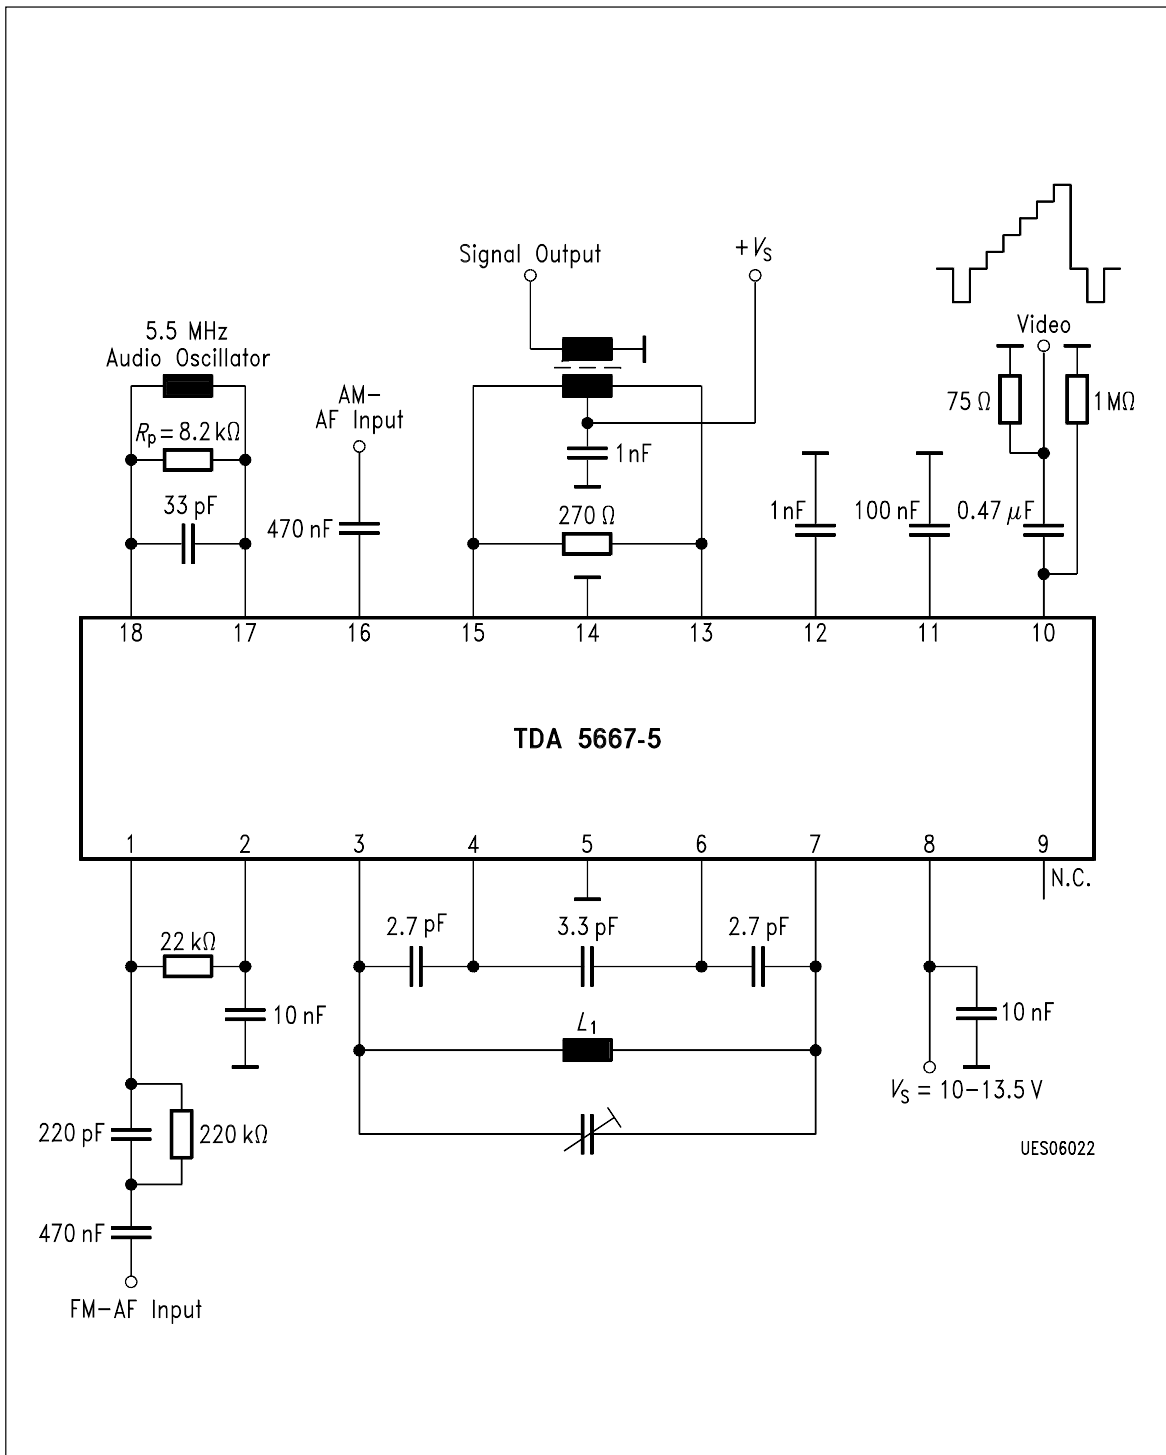 Signal Output
+VS
Video
5.5 MHz
Audio Oscillator
AM–
AF Input
75 Ω
1 MΩ
Rp = 8.2 kΩ
1 nF
33 pF
470 nF
270 Ω
1 nF
100 nF
0.47 µF
18 17 16 15 14 13 12 11 10
TDA 5667-5
1 2 3 4 5 6 7 8 9
N.C.
2.7 pF
3.3 pF
2.7 pF
22 kΩ
10 nF
L1
10 nF
VS = 10–13.5 V
220 pF
220 kΩ
UES06022
470 nF
FM–AF Input